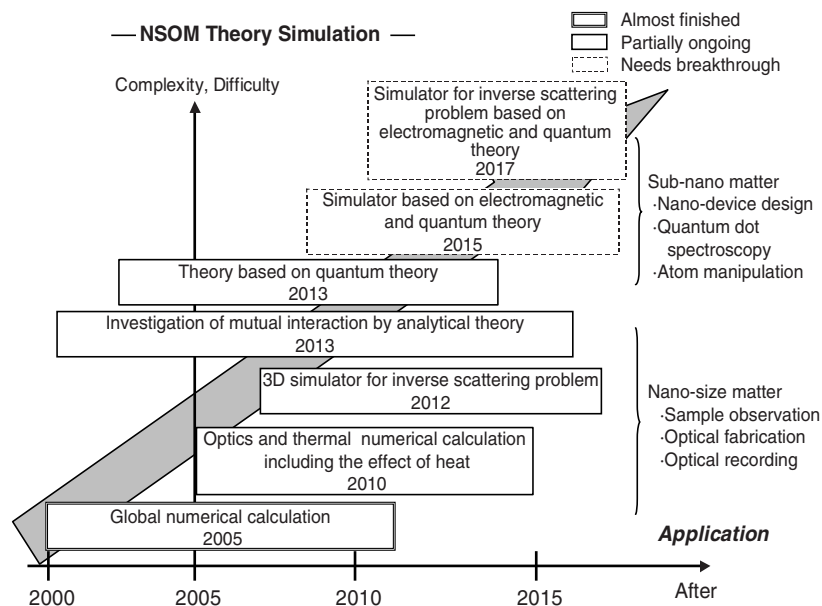 — NSOM Theory Simulation —
Almost finished
Partially ongoing
Needs breakthrough
Complexity, Difficulty
Simulator for inverse scattering
problem based on
electromagnetic and quantum
theory
2017
Simulator based on electromagnetic
and quantum theory
2015
Theory based on quantum theory
2013
Investigation of mutual interaction by analytical theory
2013
3D simulator for inverse scattering problem
2012
Optics and thermal numerical calculation
including the effect of heat
2010
Global numerical calculation
2005
Sub-nano matter
·Nano-device design
·Quantum dot
spectroscopy
·Atom manipulation
Nano-size matter
·Sample observation
·Optical fabrication
·Optical recording
Application
2000 2005 2010 2015 After